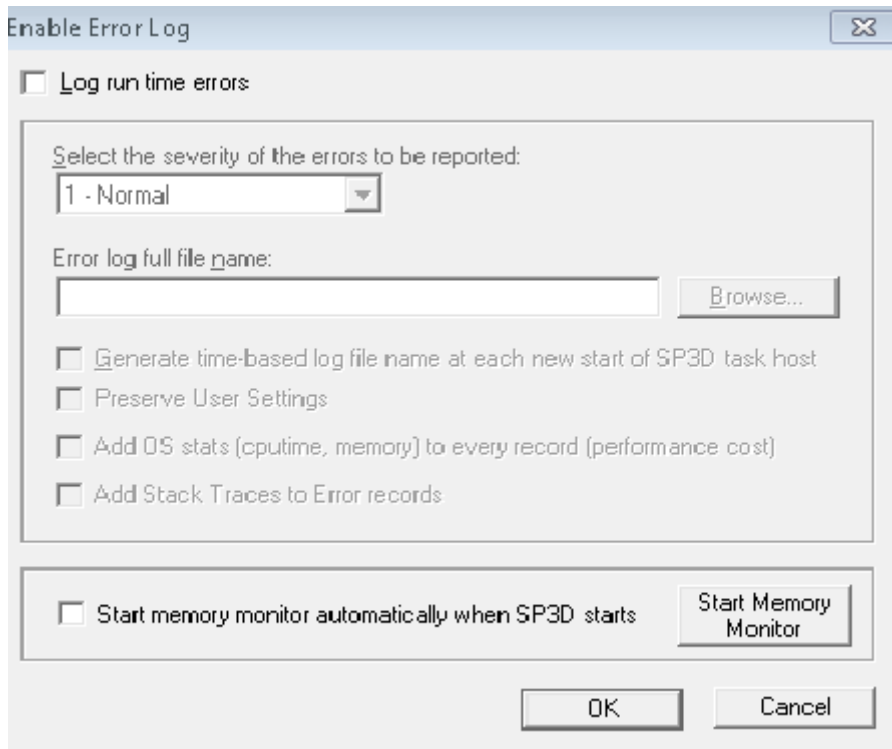 Enable Error Log
Log run time errors
Select the severity of the errors to be reported:
1 - Normal
Error log full file name:
Browse...
Generate time-based log file name at each new start of SP3D task host
Preserve User Settings
Add OS stats (cputime, memory) to every record (performance cost)
Add Stack Traces to Error records
Start memory monitor automatically when SP3D starts
Start Memory
Monitor
OK
Cancel